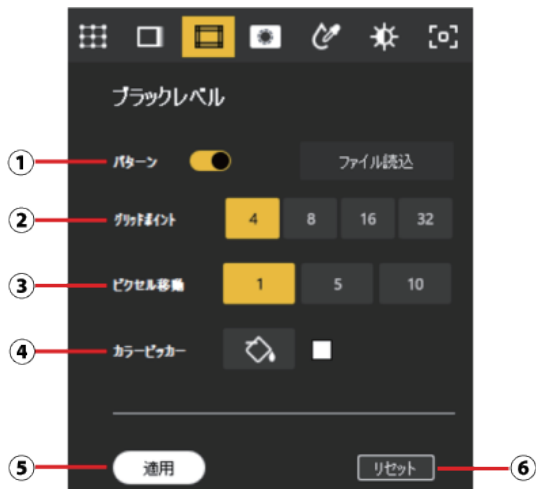 ブラックレベル
① パターン ファイル読込
② グリッドポイント 4 8 16 32
③ ピクセル移動 1 5 10
④ カラーピッカー
⑤ 適用 リセット ⑥